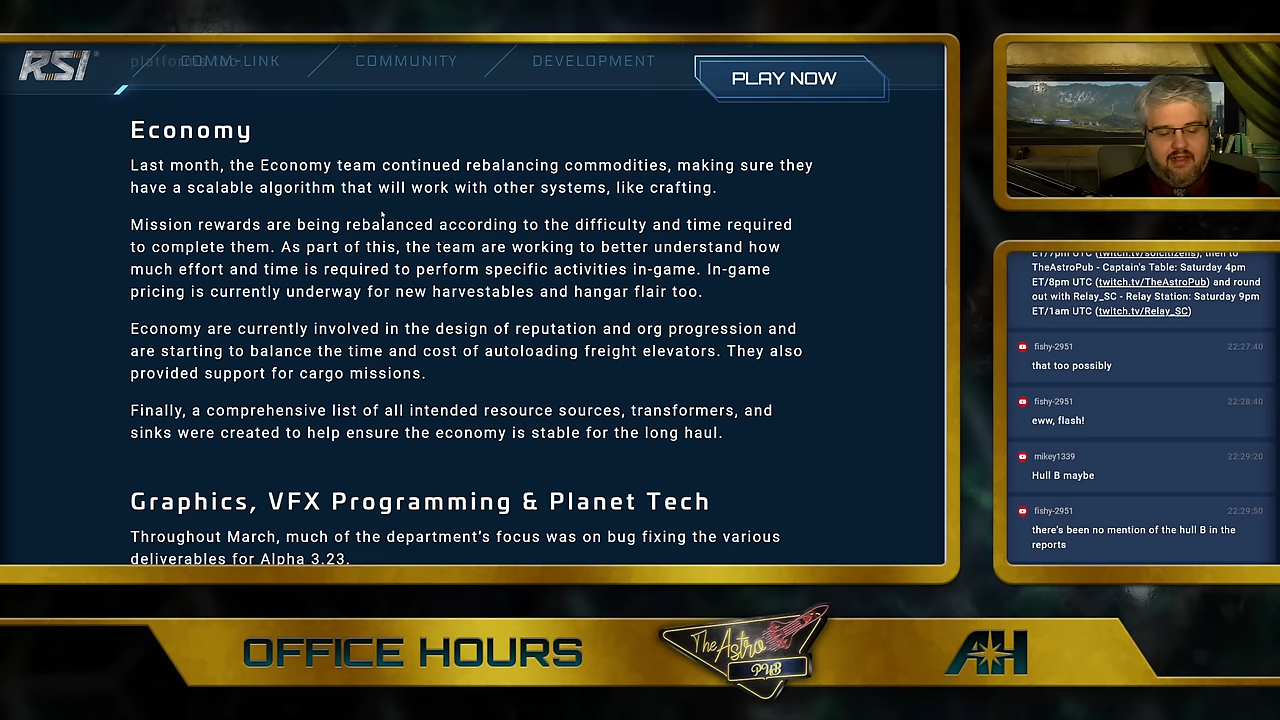 RSI
platforms
COMM-LINK
COMMUNITY
DEVELOPMENT
PLAY NOW
Economy
Last month, the Economy team continued rebalancing commodities, making sure they
have a scalable algorithm that will work with other systems, like crafting.
Mission rewards are being rebalanced according to the difficulty and time required
to complete them. As part of this, the team are working to better understand how
much effort and time is required to perform specific activities in-game. In-game
pricing is currently underway for new harvestables and hangar flair too.
Economy are currently involved in the design of reputation and org progression and
are starting to balance the time and cost of autoloading freight elevators. They also
provided support for cargo missions.
Finally, a comprehensive list of all intended resource sources, transformers, and
sinks were created to help ensure the economy is stable for the long haul.
Graphics, VFX Programming & Planet Tech
Throughout March, much of the department's focus was on bug fixing the various
deliverables for Alpha 3.23.
ET/7pm UTC (twitch.tv/solcitizens), then to
TheAstroPub - Captain's Table: Saturday 4pm
ET/8pm UTC (twitch.tv/TheAstroPub) and round
out with Relay_SC - Relay Station: Saturday 9pm
ET/1am UTC (twitch.tv/Relay_SC)
fishy-2951 22:27:40
that too possibly
fishy-2951 22:28:40
eww, flash!
mikey1339 22:29:20
Hull B maybe
fishy-2951 22:29:50
there's been no mention of the hull B in the
reports
OFFICE HOURS
The Astro
PUB
AH